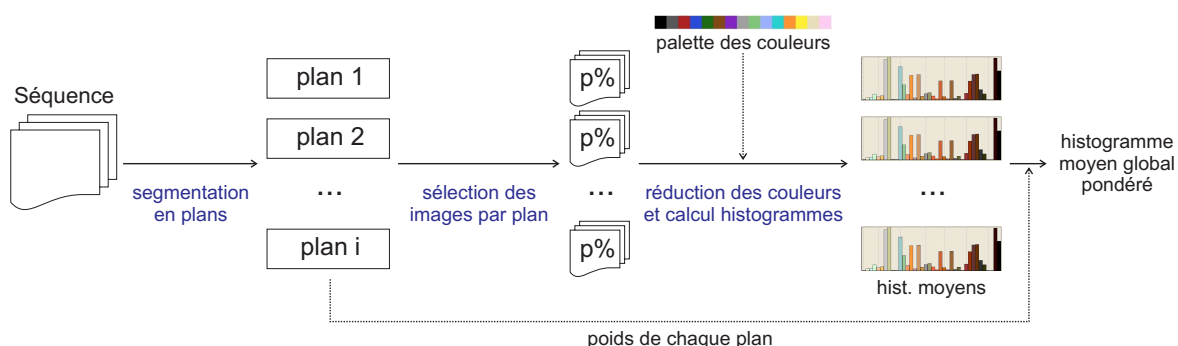 Séquence
segmentation
en plans
plan 1
plan 2
...
plan i
sélection des
images par plan
p%
p%
...
p%
palette des couleurs
réduction des couleurs
et calcul histogrammes
...
hist. moyens
histogramme
moyen global
pondéré
poids de chaque plan